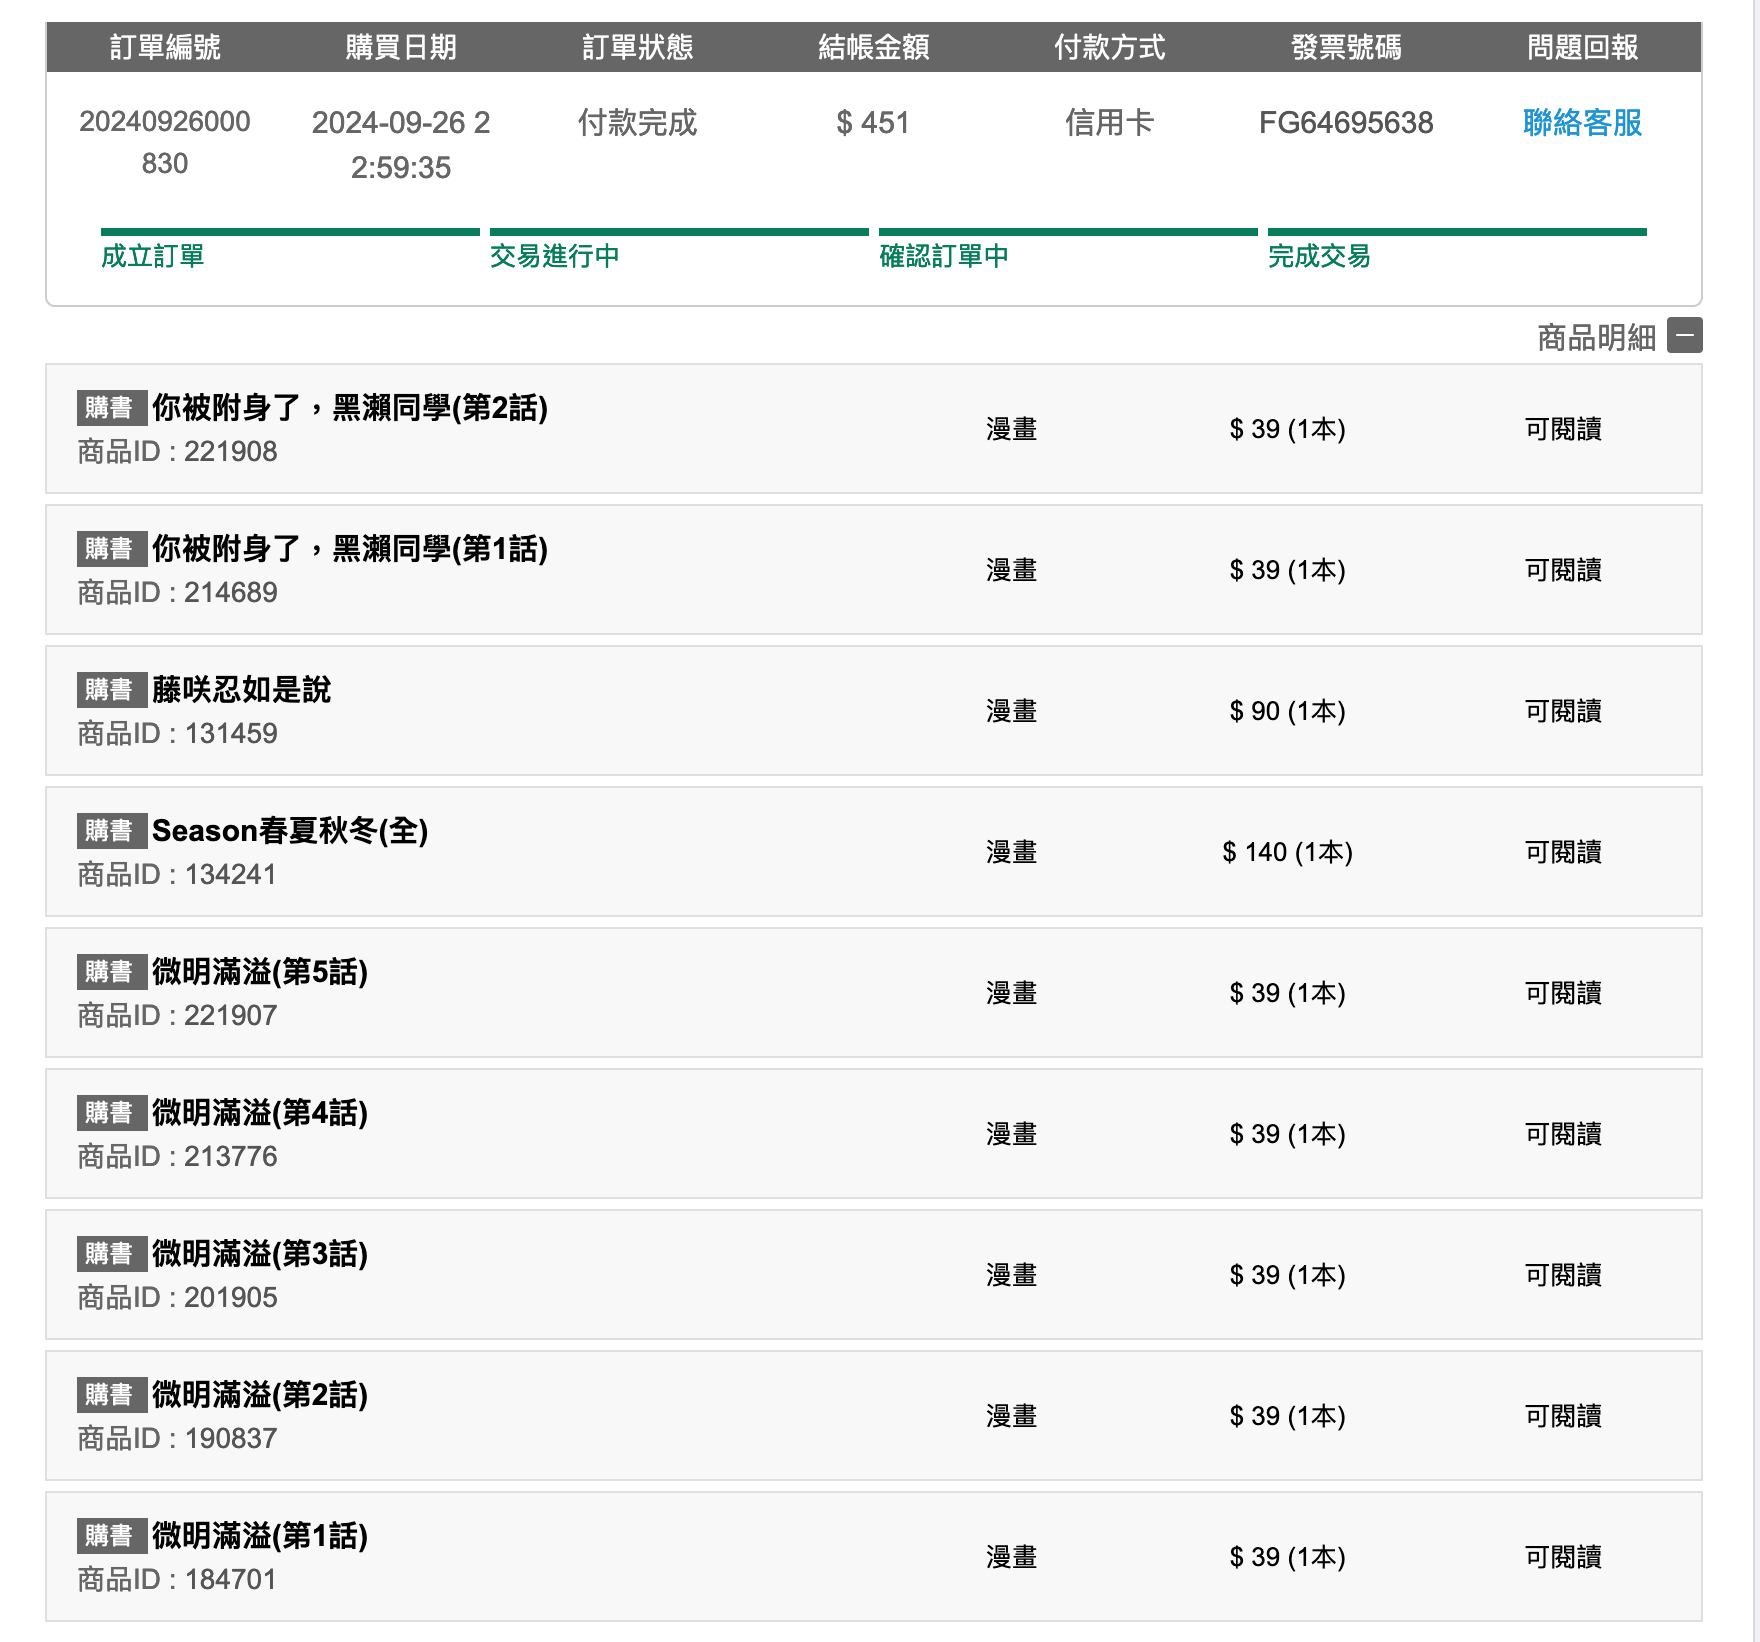 訂單編號 購買日期 訂單狀態 結帳金額 付款方式 發票號碼 問題回報
20240926000 2024-09-26 2 付款完成 $ 451 信用卡 FG64695638 聯絡客服
830 2:59:35
成立訂單 交易進行中 確認訂單中 完成交易
商品明細
購書 你被附身了，黑瀨同學(第2話)
商品ID : 221908
漫畫 $ 39 (1本) 可閱讀
購書 你被附身了，黑瀨同學(第1話)
商品ID : 214689
漫畫 $ 39 (1本) 可閱讀
購書 藤咲忍如是說
商品ID : 131459
漫畫 $ 90 (1本) 可閱讀
購書 Season春夏秋冬(全)
商品ID : 134241
漫畫 $ 140 (1本) 可閱讀
購書 微明滿溢(第5話)
商品ID : 221907
漫畫 $ 39 (1本) 可閱讀
購書 微明滿溢(第4話)
商品ID : 213776
漫畫 $ 39 (1本) 可閱讀
購書 微明滿溢(第3話)
商品ID : 201905
漫畫 $ 39 (1本) 可閱讀
購書 微明滿溢(第2話)
商品ID : 190837
漫畫 $ 39 (1本) 可閱讀
購書 微明滿溢(第1話)
商品ID : 184701
漫畫 $ 39 (1本) 可閱讀